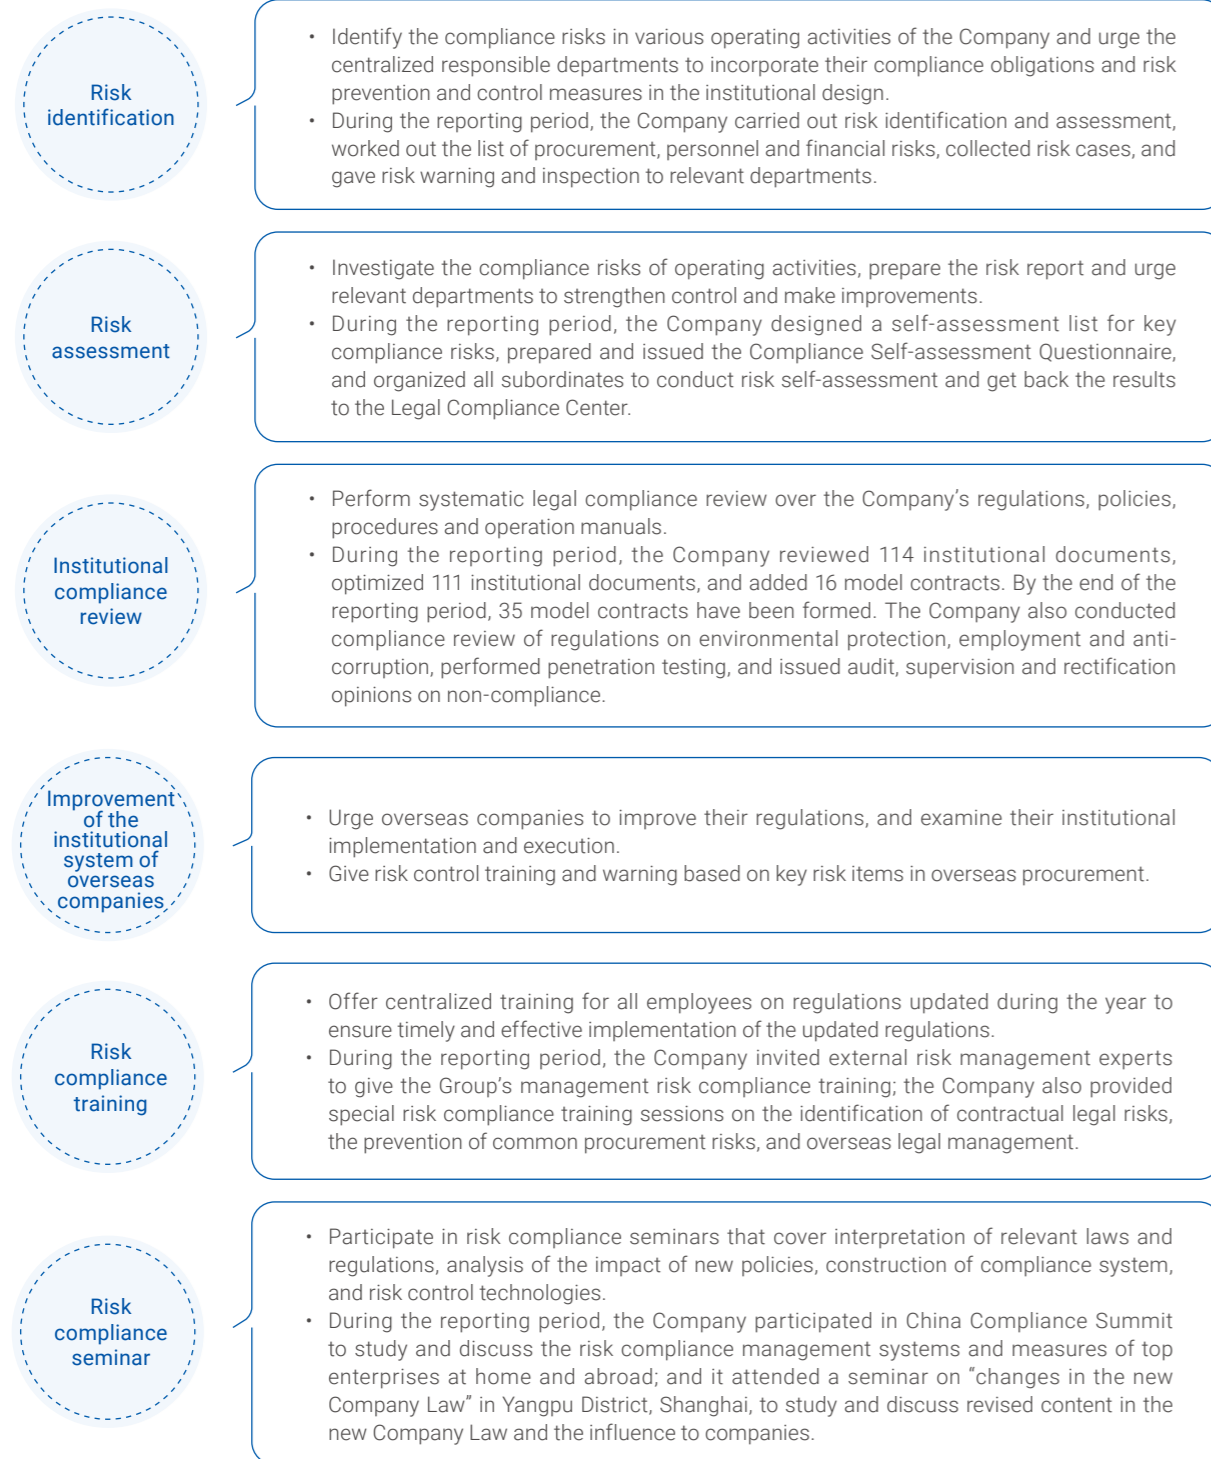 Risk
identification
• Identify the compliance risks in various operating activities of the Company and urge the
centralized responsible departments to incorporate their compliance obligations and risk
prevention and control measures in the institutional design.
• During the reporting period, the Company carried out risk identification and assessment,
worked out the list of procurement, personnel and financial risks, collected risk cases, and
gave risk warning and inspection to relevant departments.
Risk
assessment
• Investigate the compliance risks of operating activities, prepare the risk report and urge
relevant departments to strengthen control and make improvements.
• During the reporting period, the Company designed a self-assessment list for key
compliance risks, prepared and issued the Compliance Self-assessment Questionnaire,
and organized all subordinates to conduct risk self-assessment and get back the results
to the Legal Compliance Center.
Institutional
compliance
review
• Perform systematic legal compliance review over the Company's regulations, policies,
procedures and operation manuals.
• During the reporting period, the Company reviewed 114 institutional documents,
optimized 111 institutional documents, and added 16 model contracts. By the end of the
reporting period, 35 model contracts have been formed. The Company also conducted
compliance review of regulations on environmental protection, employment and anti-
corruption, performed penetration testing, and issued audit, supervision and rectification
opinions on non-compliance.
Improvement
of the
institutional
system of
overseas
companies
• Urge overseas companies to improve their regulations, and examine their institutional
implementation and execution.
• Give risk control training and warning based on key risk items in overseas procurement.
Risk
compliance
training
• Offer centralized training for all employees on regulations updated during the year to
ensure timely and effective implementation of the updated regulations.
• During the reporting period, the Company invited external risk management experts
to give the Group's management risk compliance training; the Company also provided
special risk compliance training sessions on the identification of contractual legal risks,
the prevention of common procurement risks, and overseas legal management.
Risk
compliance
seminar
• Participate in risk compliance seminars that cover interpretation of relevant laws and
regulations, analysis of the impact of new policies, construction of compliance system,
and risk control technologies.
• During the reporting period, the Company participated in China Compliance Summit
to study and discuss the risk compliance management systems and measures of top
enterprises at home and abroad; and it attended a seminar on "changes in the new
Company Law" in Yangpu District, Shanghai, to study and discuss revised content in the
new Company Law and the influence to companies.